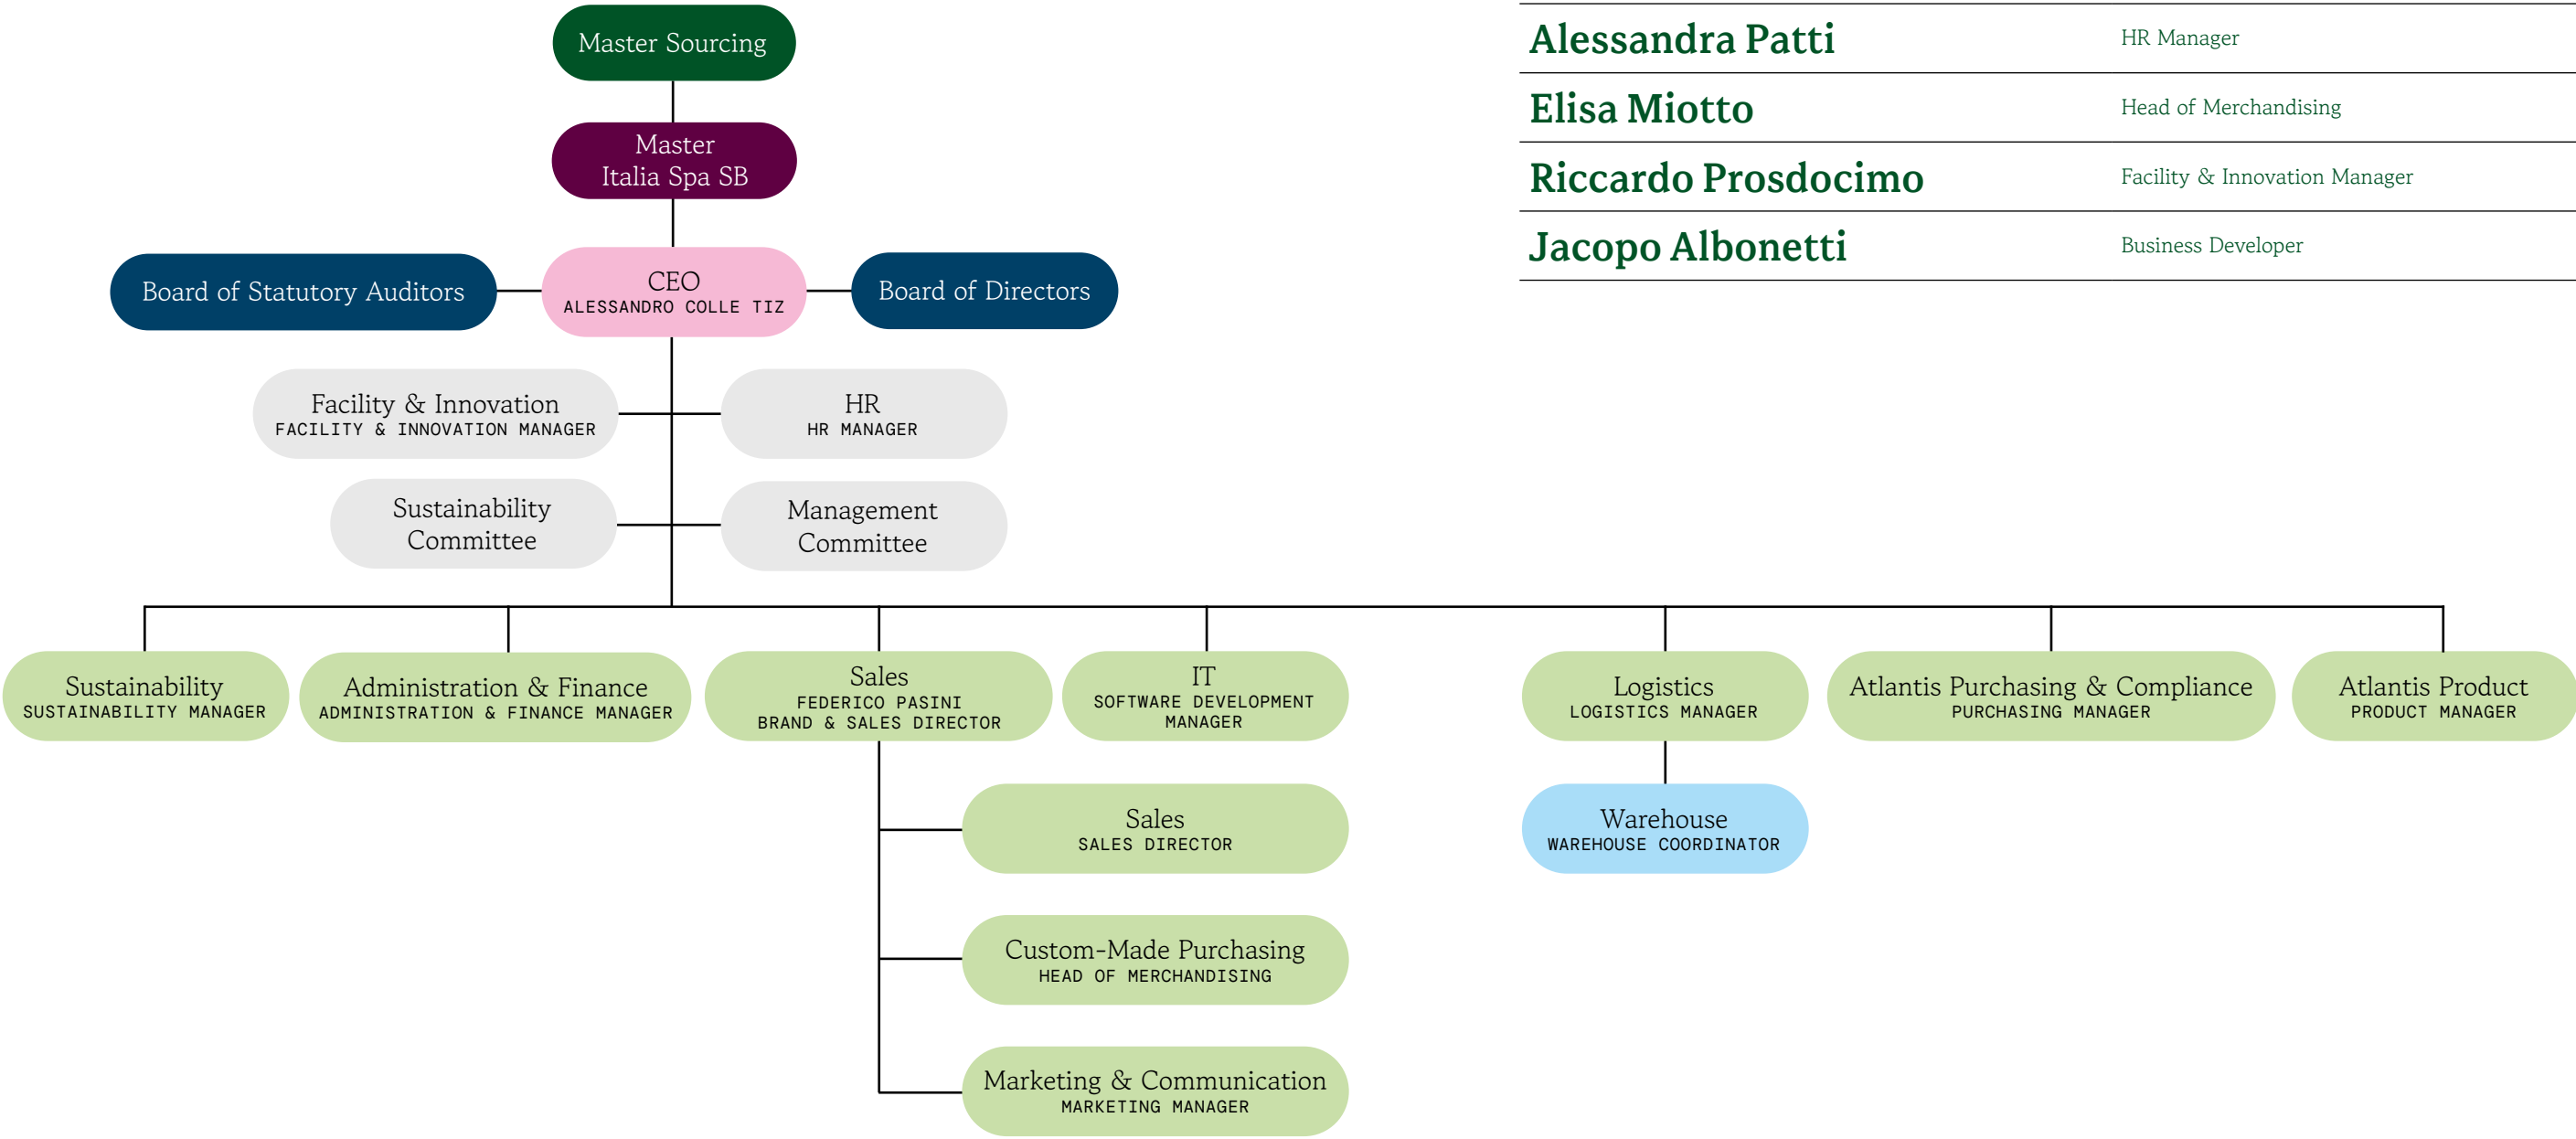 Master Sourcing
Master
Italia Spa SB
Board of Statutory Auditors
CEO
ALESSANDRO COLLE TIZ
Board of Directors
Facility & Innovation
FACILITY & INNOVATION MANAGER
HR
HR MANAGER
Sustainability
Committee
Management
Committee
Sustainability
SUSTAINABILITY MANAGER
Administration & Finance
ADMINISTRATION & FINANCE MANAGER
Sales
FEDERICO PASINI
BRAND & SALES DIRECTOR
IT
SOFTWARE DEVELOPMENT
MANAGER
Logistics
LOGISTICS MANAGER
Atlantis Purchasing & Compliance
PURCHASING MANAGER
Atlantis Product
PRODUCT MANAGER
Sales
SALES DIRECTOR
Warehouse
WAREHOUSE COORDINATOR
Custom-Made Purchasing
HEAD OF MERCHANDISING
Marketing & Communication
MARKETING MANAGER
Alessandra Patti
HR Manager
Elisa Miotto
Head of Merchandising
Riccardo Prosdocimo
Facility & Innovation Manager
Jacopo Albonetti
Business Developer